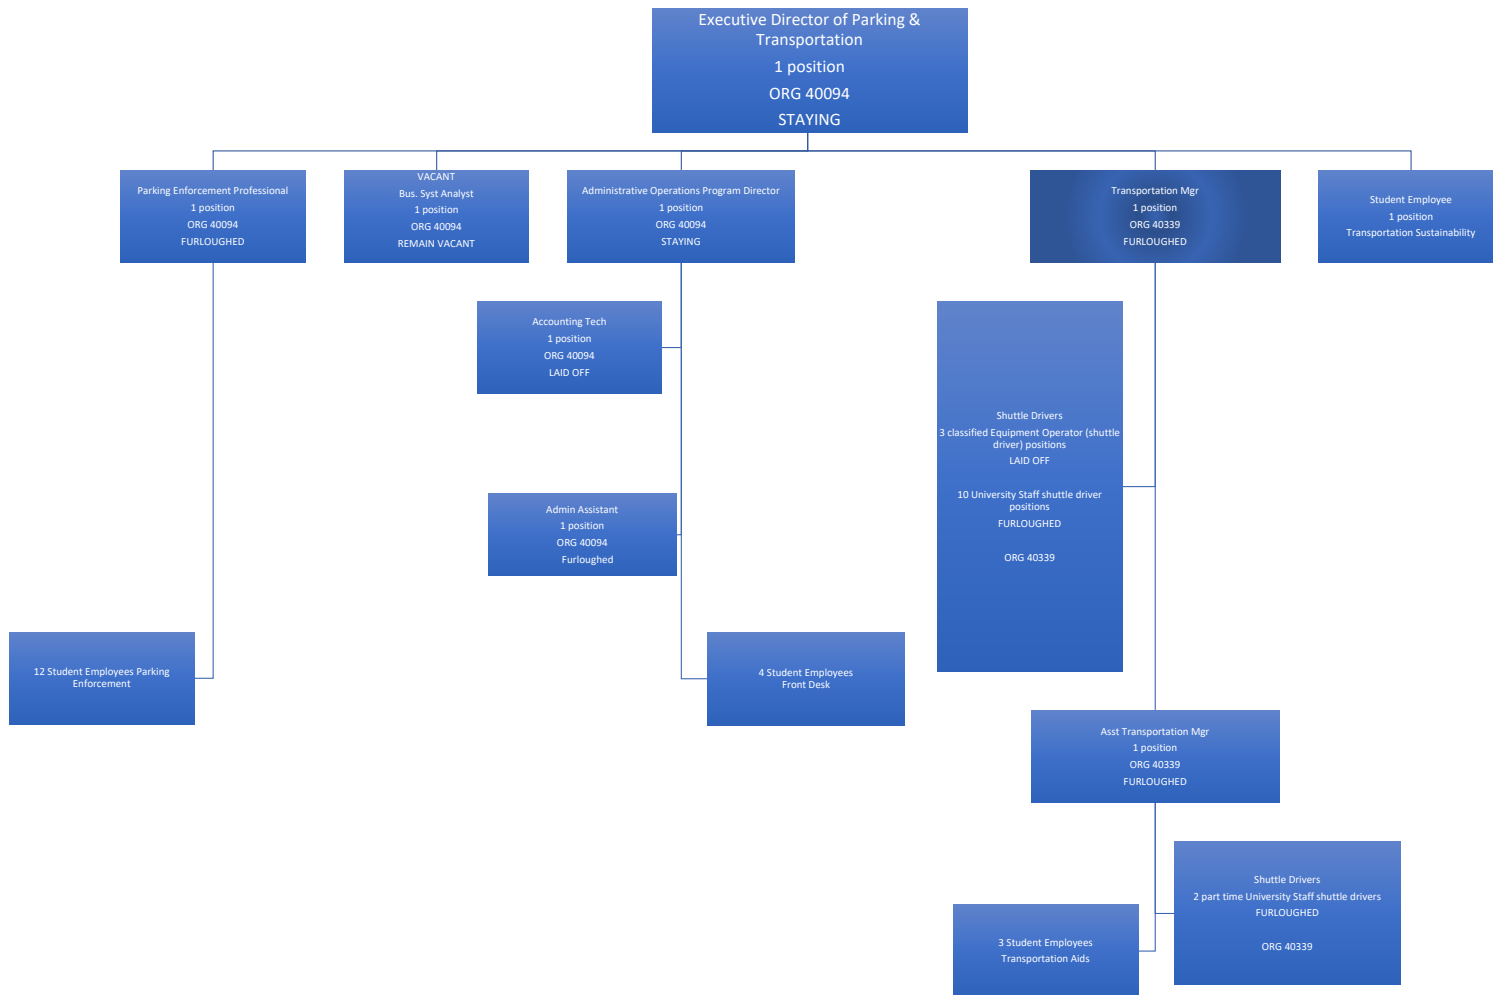 Executive Director of Parking &
Transportation
1 position
ORG 40094
STAYING
Parking Enforcement Professional
1 position
ORG 40094
FURLOUGHED
VACANT
Bus. Syst Analyst
1 position
ORG 40094
REMAIN VACANT
Administrative Operations Program Director
1 position
ORG 40094
STAYING
Transportation Mgr
1 position
ORG 40339
FURLOUGHED
Student Employee
1 position
Transportation Sustainability
Accounting Tech
1 position
ORG 40094
LAID OFF
Shuttle Drivers
3 classified Equipment Operator (shuttle
driver) positions
LAID OFF
10 University Staff shuttle driver
positions
FURLOUGHED
ORG 40339
Admin Assistant
1 position
ORG 40094
Furloughed
12 Student Employees Parking
Enforcement
4 Student Employees
Front Desk
Asst Transportation Mgr
1 position
ORG 40339
FURLOUGHED
Shuttle Drivers
2 part time University Staff shuttle drivers
FURLOUGHED
ORG 40339
3 Student Employees
Transportation Aids